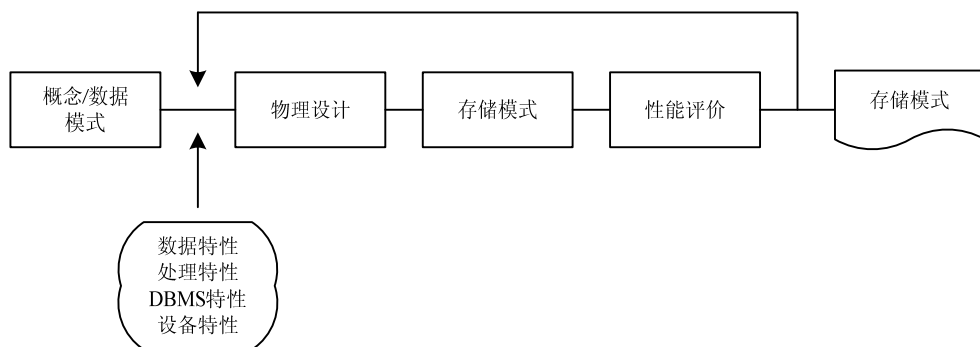 概念/数据
模式
物理设计
存储模式
性能评价
存储模式
数据特性
处理特性
DBMS特性
设备特性